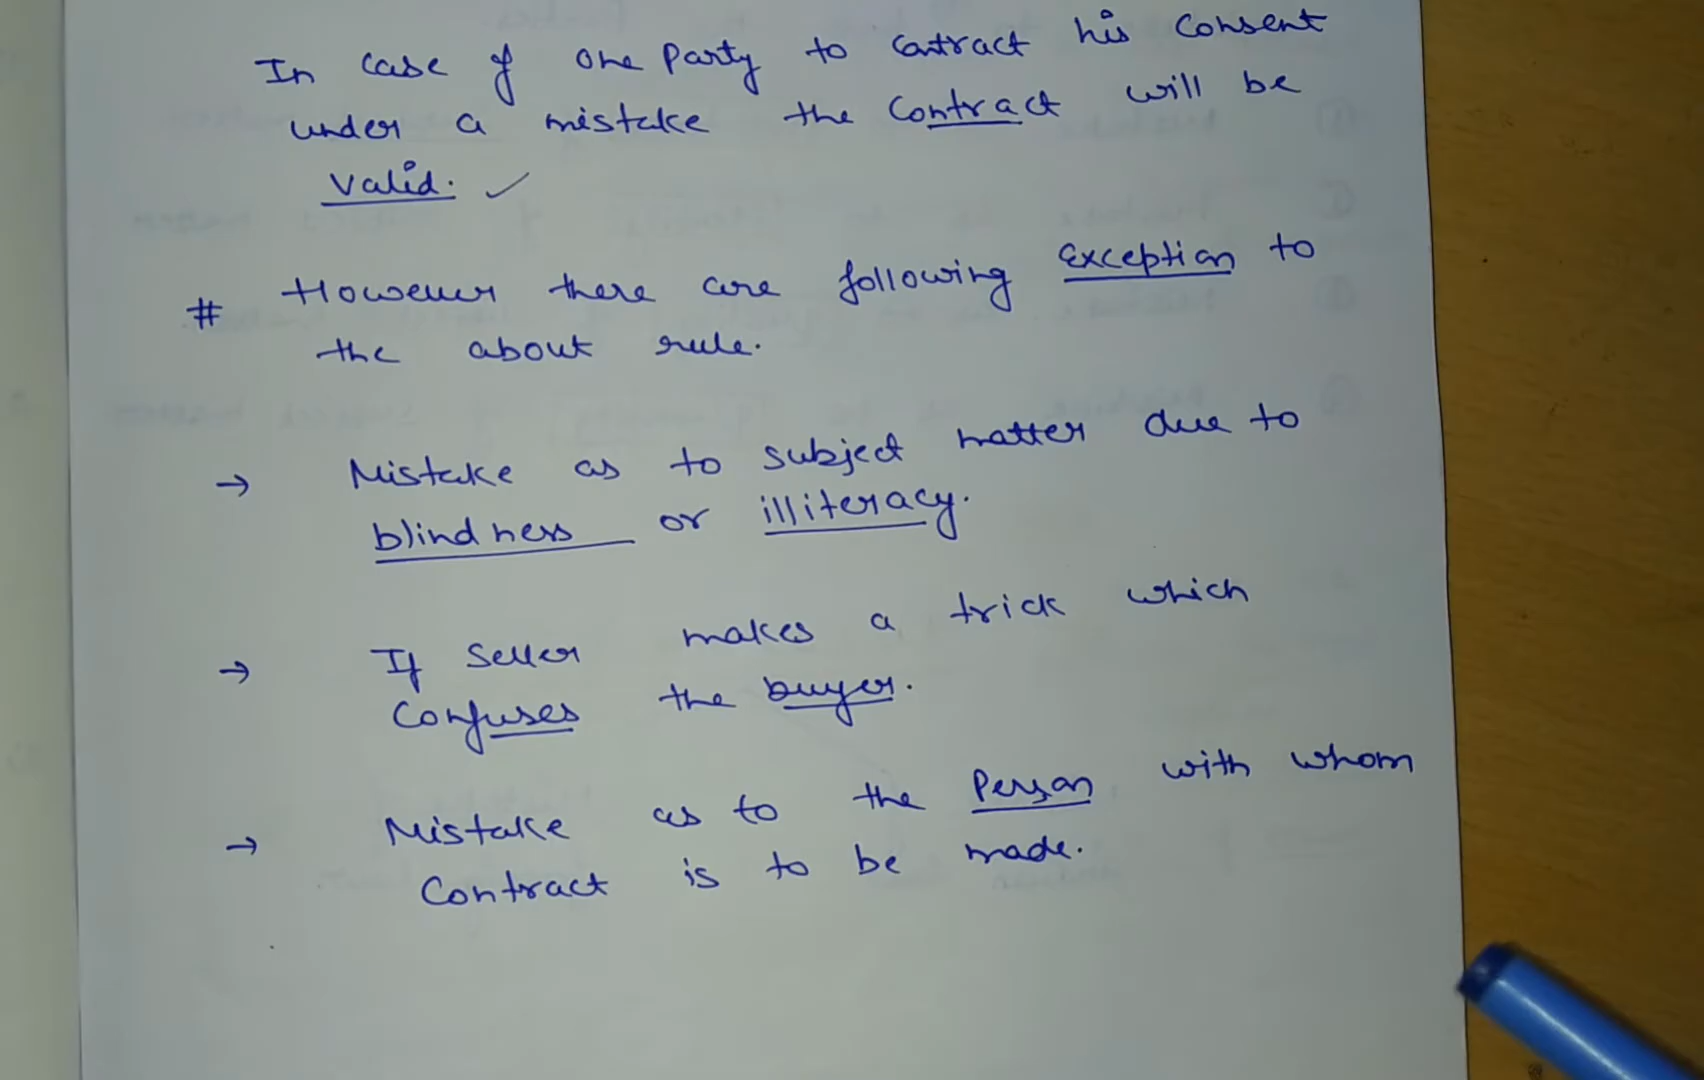 In case of one party to contract his consent
under a mistake the contract will be
valid. ✓
# However there are following exception to
the about rule.
→ Mistake as to subject matter due to
blindness or illiteracy.
→ If seller makes a trick which
confuses the buyer.
→ Mistake as to the person with whom
contract is to be made.